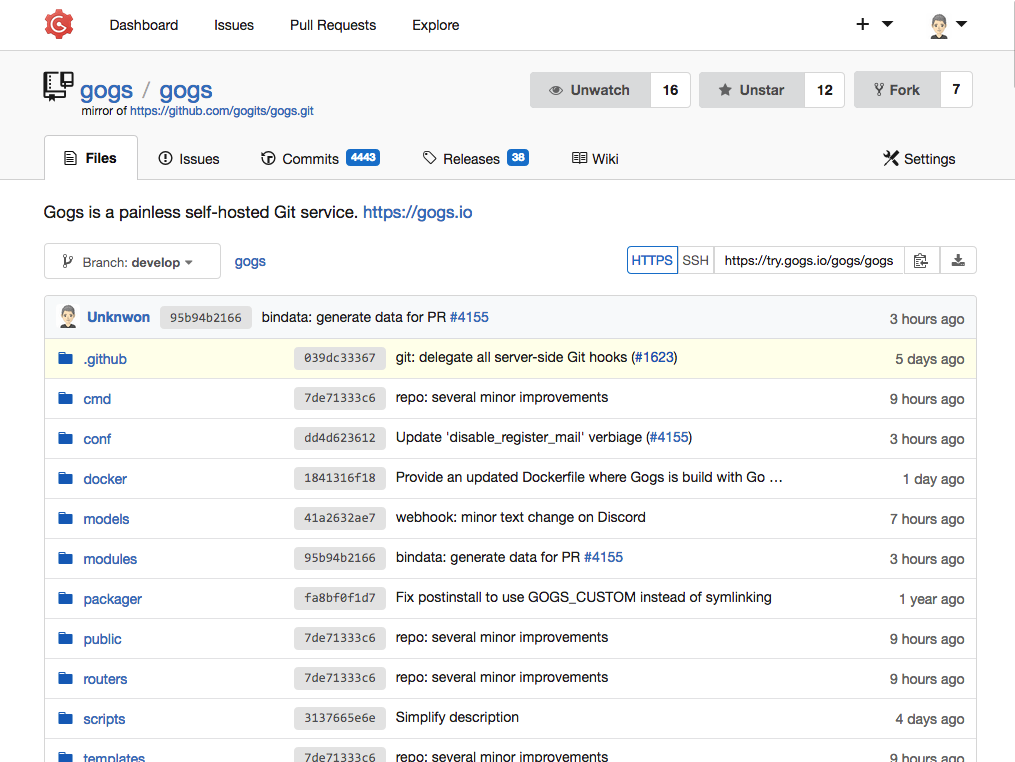 Dashboard Issues Pull Requests Explore +
gogs / gogs Unwatch 16 Unstar 12 Fork 7
mirror of https://github.com/gogits/gogs.git
Files Issues Commits 4443 Releases 38 Wiki Settings
Gogs is a painless self-hosted Git service. https://gogs.io
Branch: develop gogs HTTPS SSH https://try.gogs.io/gogs/gogs
Unknwon 95b94b2166 bindata: generate data for PR #4155 3 hours ago
.github 039dc33367 git: delegate all server-side Git hooks (#1623) 5 days ago
cmd 7de71333c6 repo: several minor improvements 9 hours ago
conf dd4d623612 Update 'disable_register_mail' verbiage (#4155) 3 hours ago
docker 1841316f18 Provide an updated Dockerfile where Gogs is build with Go … 1 day ago
models 41a2632ae7 webhook: minor text change on Discord 7 hours ago
modules 95b94b2166 bindata: generate data for PR #4155 3 hours ago
packager fa8bf0f1d7 Fix postinstall to use GOGS_CUSTOM instead of symlinking 1 year ago
public 7de71333c6 repo: several minor improvements 9 hours ago
routers 7de71333c6 repo: several minor improvements 9 hours ago
scripts 3137665e6e Simplify description 4 days ago
templates 7de71333c6 repo: several minor improvements 9 hours ago